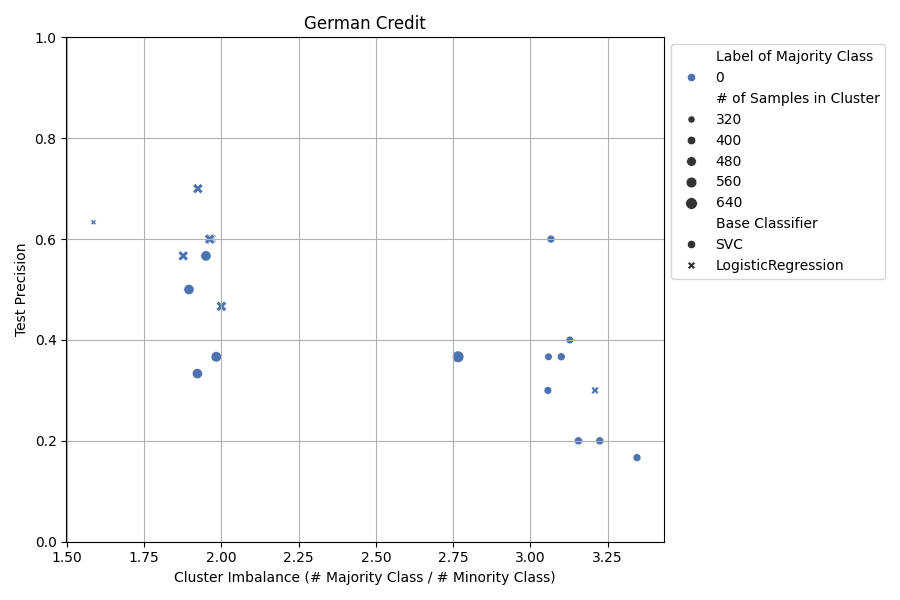 German Credit
1.0
0.8
0.6
0.4
0.2
0.0
Test Precision
1.50 1.75 2.00 2.25 2.50 2.75 3.00 3.25
Cluster Imbalance (# Majority Class / # Minority Class)
Label of Majority Class
0
# of Samples in Cluster
320
400
480
560
640
Base Classifier
SVC
LogisticRegression